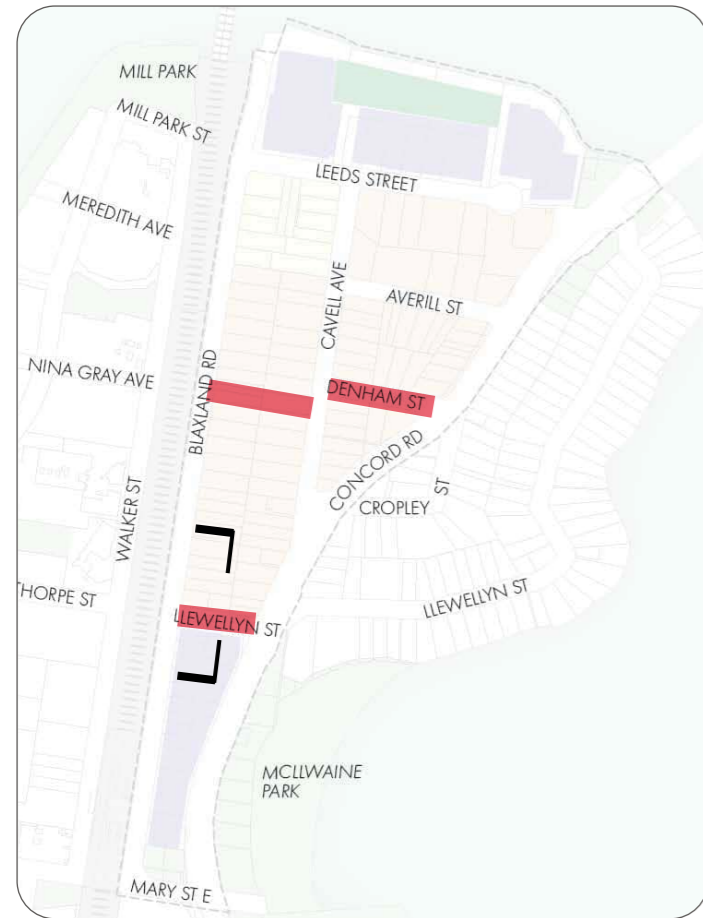 MILL PARK
MILL PARK ST
LEEDS STREET
MEREDITH AVE
AVERILL ST
CAVELL AVE
NINA GRAY AVE
BLAXLAND RD
DENHAM ST
CONCORD RD
CROPLEY
ST
WALKER ST
THORPE ST
LLEWELLYN ST
LLEWELLYN ST
MCLLWAINE
PARK
MARY ST E